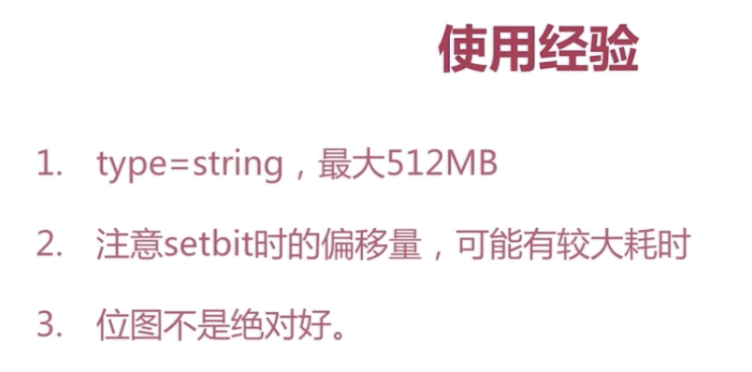 使用经验
1. type=string，最大512MB
2. 注意setbit时的偏移量，可能有较大耗时
3. 位图不是绝对好。